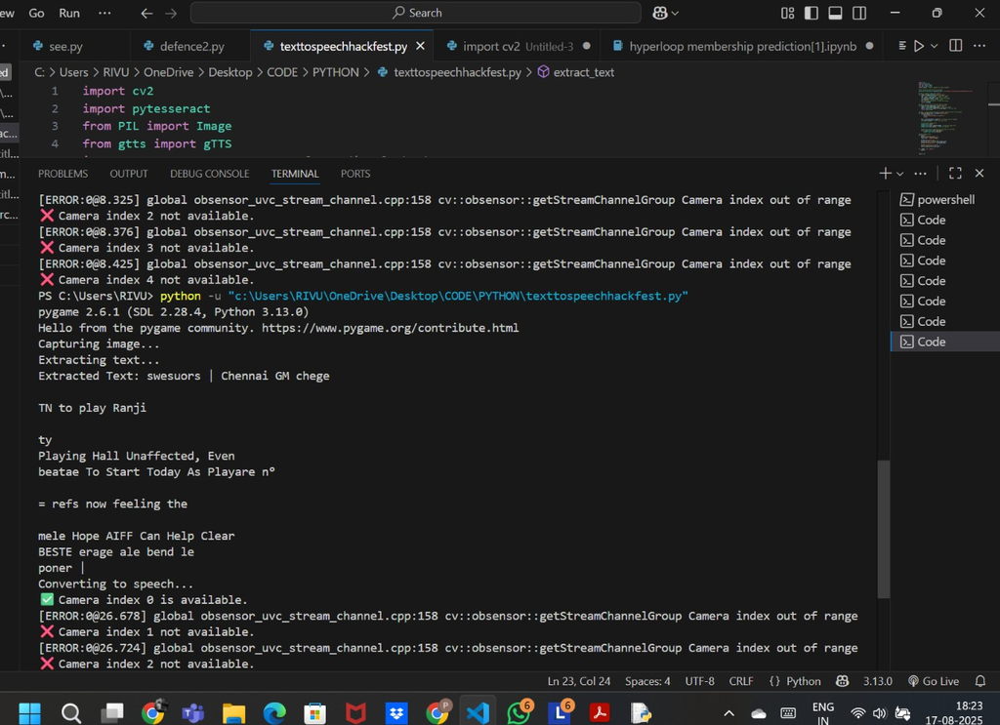 ew Go Run ··· Search
see.py defence2.py texttospeechhackfest.py import cv2 Untitled-3 hyperloop membership prediction[1].ipynb
C: > Users > RIVU > OneDrive > Desktop > CODE > PYTHON > texttospeechhackfest.py > extract_text
1 import cv2
2 import pytesseract
3 from PIL import Image
4 from gtts import gTTS
PROBLEMS OUTPUT DEBUG CONSOLE TERMINAL PORTS
[ERROR:0@8.325] global obsensor_uvc_stream_channel.cpp:158 cv::obsensor::getStreamChannelGroup Camera index out of range
❌ Camera index 2 not available.
[ERROR:0@8.376] global obsensor_uvc_stream_channel.cpp:158 cv::obsensor::getStreamChannelGroup Camera index out of range
❌ Camera index 3 not available.
[ERROR:0@8.425] global obsensor_uvc_stream_channel.cpp:158 cv::obsensor::getStreamChannelGroup Camera index out of range
❌ Camera index 4 not available.
PS C:\Users\RIVU> python -u "c:\Users\RIVU\OneDrive\Desktop\CODE\PYTHON\texttospeechhackfest.py"
pygame 2.6.1 (SDL 2.28.4, Python 3.13.0)
Hello from the pygame community. https://www.pygame.org/contribute.html
Capturing image...
Extracting text...
Extracted Text: swesuors | Chennai GM chege
TN to play Ranji
ty
Playing Hall Unaffected, Even
beatae To Start Today As Playare n°
= refs now feeling the
mele Hope AIFF Can Help Clear
BESTE erage ale bend le
poner |
Converting to speech...
✅ Camera index 0 is available.
[ERROR:0@26.678] global obsensor_uvc_stream_channel.cpp:158 cv::obsensor::getStreamChannelGroup Camera index out of range
❌ Camera index 1 not available.
[ERROR:0@26.724] global obsensor_uvc_stream_channel.cpp:158 cv::obsensor::getStreamChannelGroup Camera index out of range
❌ Camera index 2 not available.
powershell
Code
Code
Code
Code
Code
Code
Code
Ln 23, Col 24 Spaces: 4 UTF-8 CRLF {} Python 3.13.0 Go Live
P 6 6 ENG IN 18:23 17-08-2025